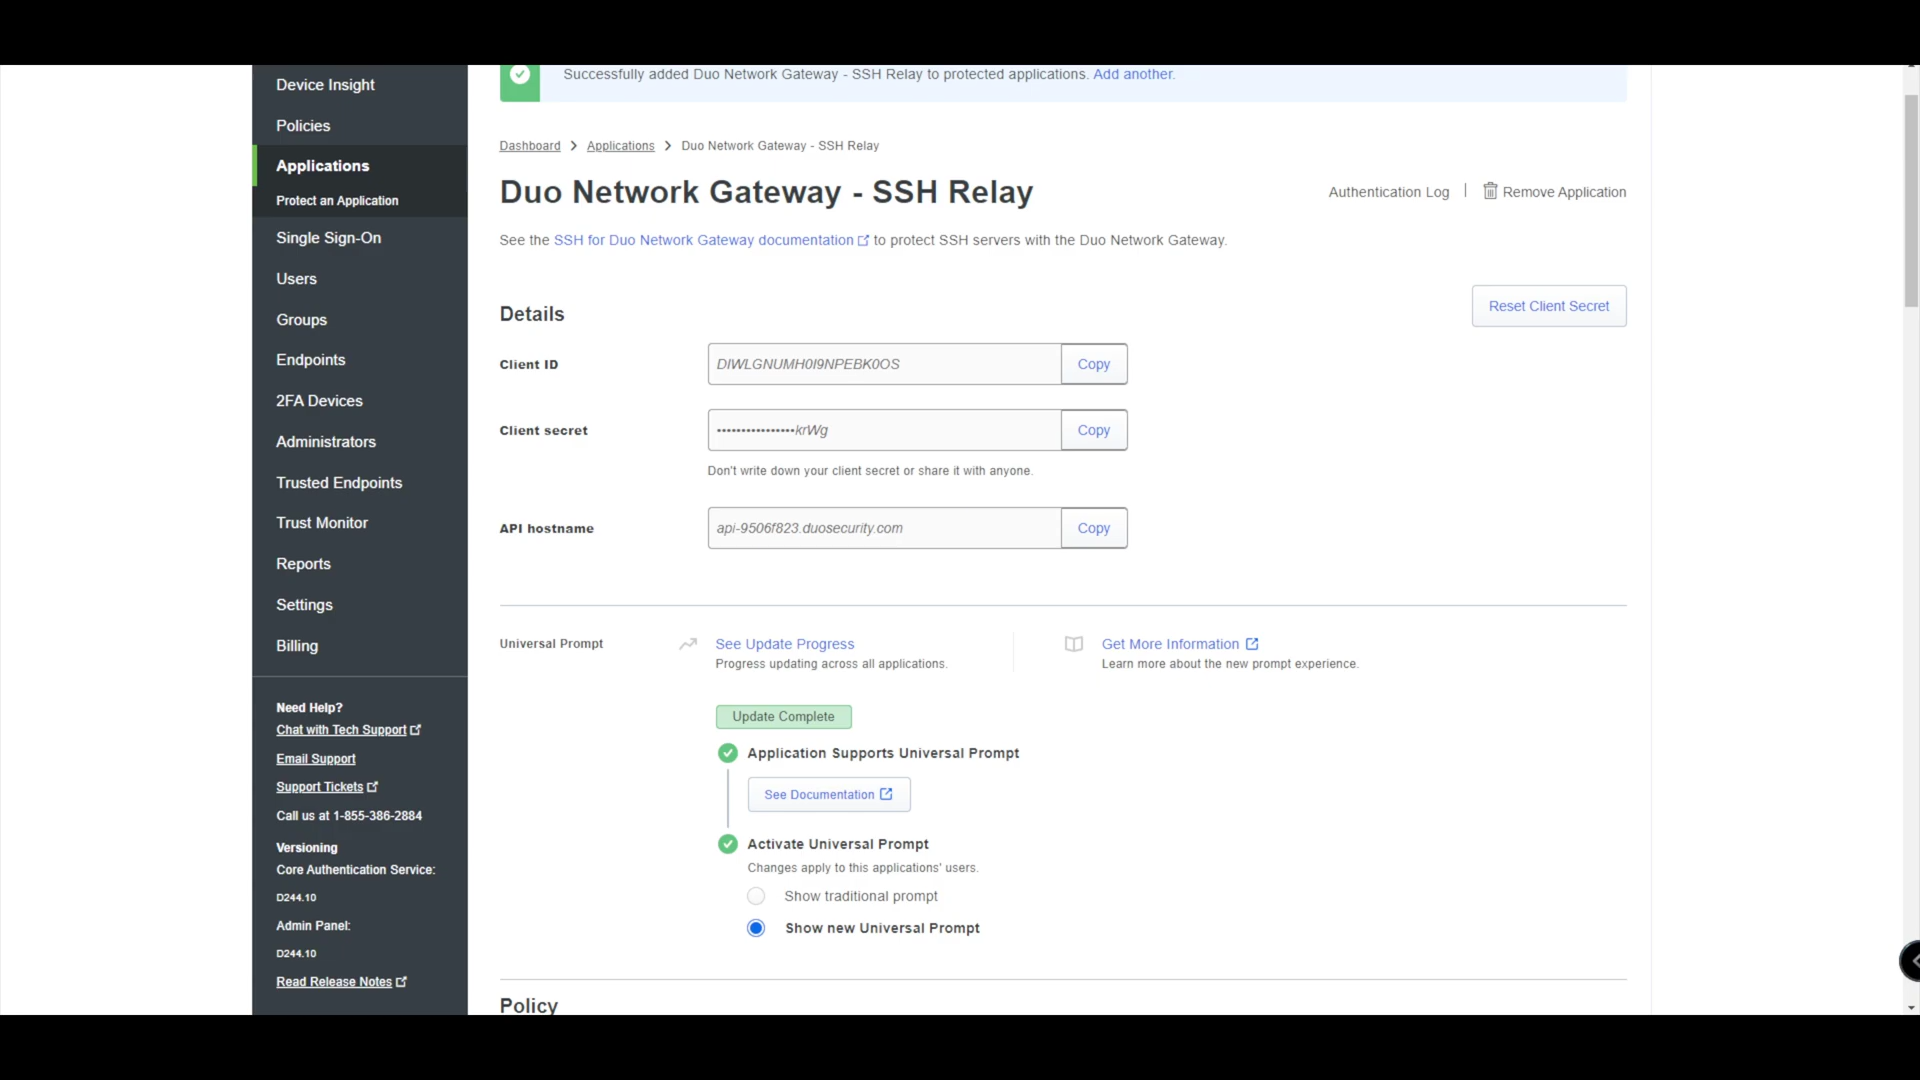 Device Insight
Policies
Applications
Protect an Application
Single Sign-On
Users
Groups
Endpoints
2FA Devices
Administrators
Trusted Endpoints
Trust Monitor
Reports
Settings
Billing
Need Help?
Chat with Tech Support
Email Support
Support Tickets
Call us at 1-855-386-2884
Versioning
Core Authentication Service:
D244.10
Admin Panel:
D244.10
Read Release Notes
Successfully added Duo Network Gateway - SSH Relay to protected applications. Add another.
Dashboard > Applications > Duo Network Gateway - SSH Relay
Duo Network Gateway - SSH Relay
Authentication Log | Remove Application
See the SSH for Duo Network Gateway documentation to protect SSH servers with the Duo Network Gateway.
Details
Reset Client Secret
Client ID DIWLGNUMH0I9NPEBK0OS Copy
Client secret ••••••••••••••••krWg Copy
Don't write down your client secret or share it with anyone.
API hostname api-9506f823.duosecurity.com Copy
Universal Prompt
See Update Progress
Progress updating across all applications.
Get More Information
Learn more about the new prompt experience.
Update Complete
Application Supports Universal Prompt
See Documentation
Activate Universal Prompt
Changes apply to this applications' users.
Show traditional prompt
Show new Universal Prompt
Policy